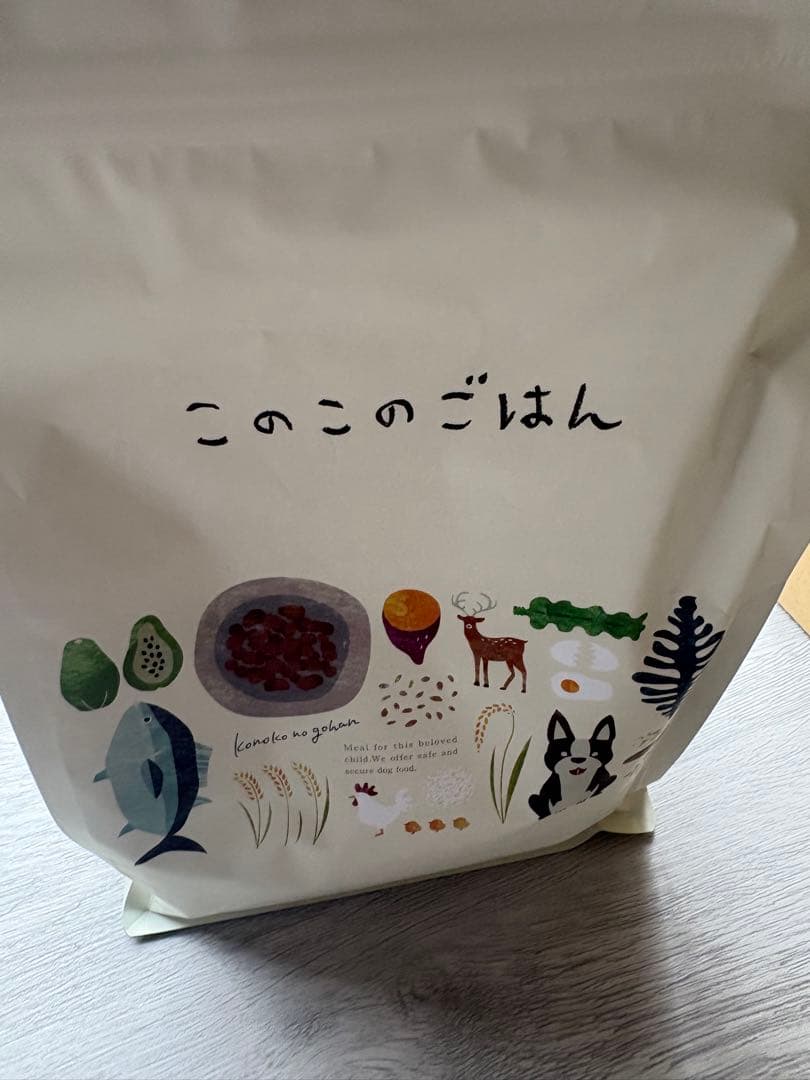 このこのごはん
konoko no gohan
Meal for this beloved
child.We offer safe and
secure dog food.